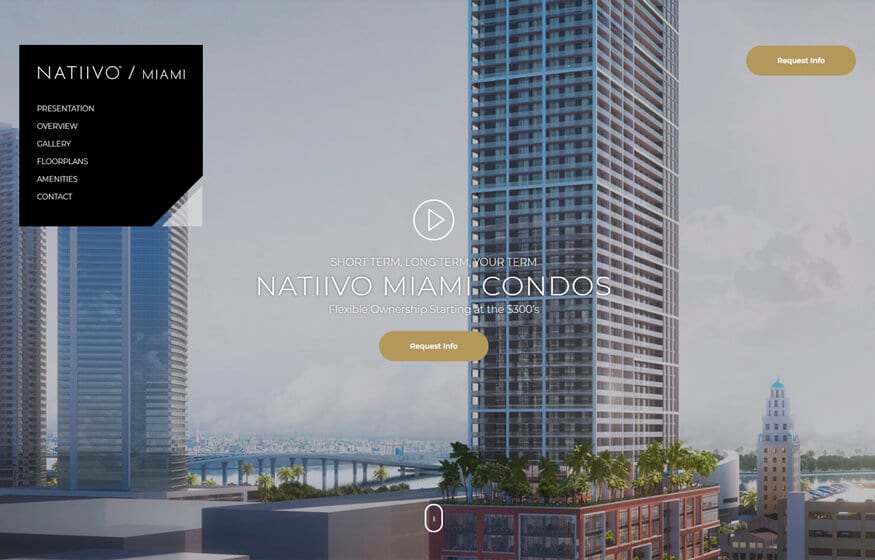 NATIIVO™ / MIAMI
PRESENTATION
OVERVIEW
GALLERY
FLOORPLANS
AMENITIES
CONTACT
Request Info
SHORT TERM, LONG TERM, YOUR TERM
NATIIVO MIAMI CONDOS
Flexible Ownership Starting at the $300's
Request Info